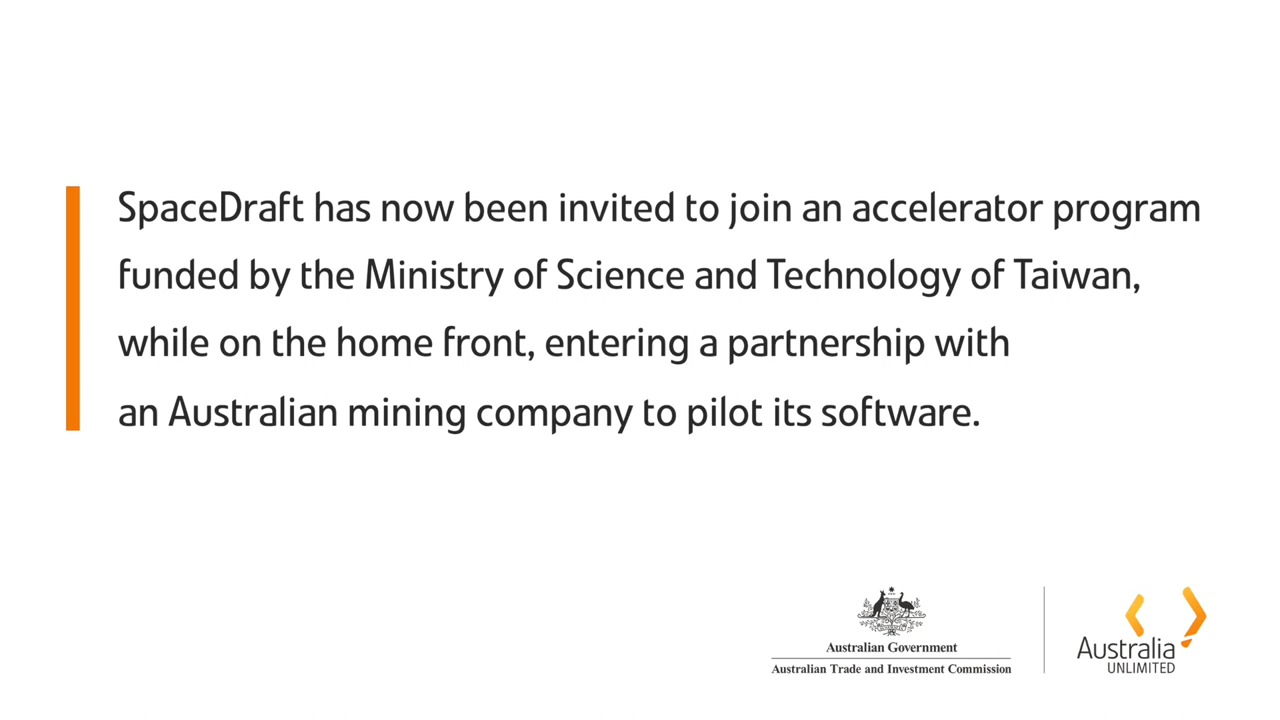 SpaceDraft has now been invited to join an accelerator program
funded by the Ministry of Science and Technology of Taiwan,
while on the home front, entering a partnership with
an Australian mining company to pilot its software.
Australian Government
Australian Trade and Investment Commission
Australia
UNLIMITED